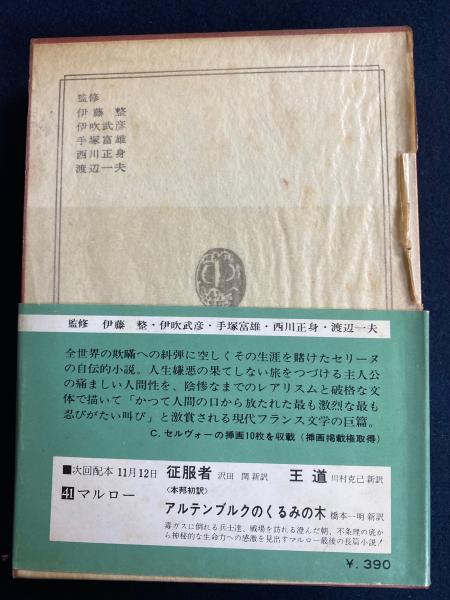 監修
伊藤 整
伊吹武彦
手塚富雄
西川正身
渡辺一夫
監修 伊藤 整・伊吹武彦・手塚富雄・西川正身・渡辺一夫
全世界の欺瞞への糾弾に空しくその生涯を賭けたセリーヌ
の自伝的小説。人生嫌悪の果てしない旅をつづける主人公
の痛ましい人間性を、陰惨なまでのレアリスムと破格な文
体で描いて「かつて人間の口から放たれた最も激烈な最も
忍びがたい叫び」と激賞される現代フランス文学の巨篇。
C. セルヴォーの挿画10枚を収載（挿画掲載権取得）
■次回配本 11月12日 征服者 沢田 閏 新訳 王道 川村克己 新訳
41 マルロー 〈本邦初訳〉
アルテンブルクのくるみの木 橋本一明 新訳
毒ガスに倒れる兵士達、戦場を訪れる澄んだ朝、不条理の底か
ら神秘的な生命力への感激を見出すマルロー最後の長篇小説！
¥. 390